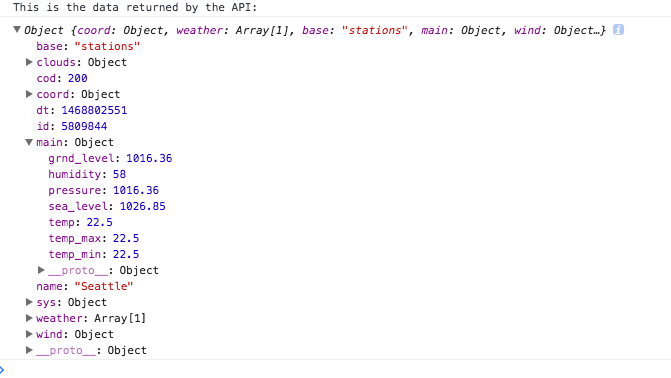 This is the data returned by the API:
Object {coord: Object, weather: Array[1], base: "stations", main: Object, wind: Object…} i
base: "stations"
clouds: Object
cod: 200
coord: Object
dt: 1468802551
id: 5809844
main: Object
grnd_level: 1016.36
humidity: 58
pressure: 1016.36
sea_level: 1026.85
temp: 22.5
temp_max: 22.5
temp_min: 22.5
__proto__: Object
name: "Seattle"
sys: Object
weather: Array[1]
wind: Object
__proto__: Object